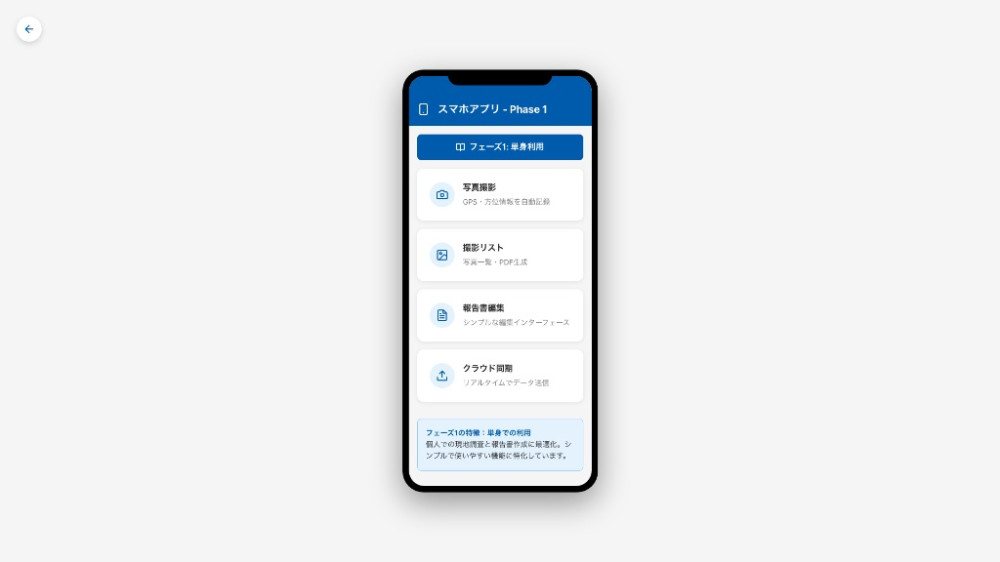 スマホアプリ - Phase 1
フェーズ1: 単身利用
写真撮影
GPS・方位情報を自動記録
撮影リスト
写真一覧・PDF生成
報告書編集
シンプルな編集インターフェース
クラウド同期
リアルタイムでデータ送信
フェーズ1の特徴：単身での利用
個人での現地調査と報告書作成に最適化。シ
ンプルで使いやすい機能に特化しています。